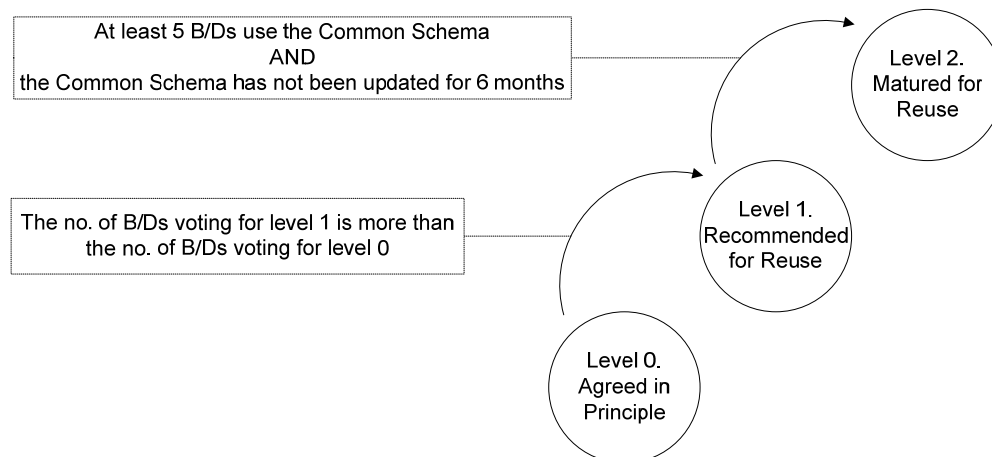 At least 5 B/Ds use the Common Schema
AND
the Common Schema has not been updated for 6 months
Level 2.
Matured for
Reuse
The no. of B/Ds voting for level 1 is more than
the no. of B/Ds voting for level 0
Level 1.
Recommended
for Reuse
Level 0.
Agreed in
Principle